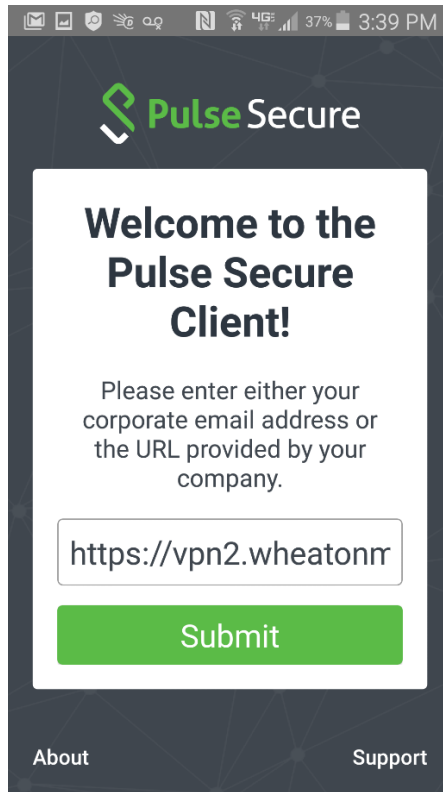 4GE 37% 3:39 PM
Pulse Secure
Welcome to the
Pulse Secure
Client!
Please enter either your
corporate email address or
the URL provided by your
company.
https://vpn2.wheatonm
Submit
About Support